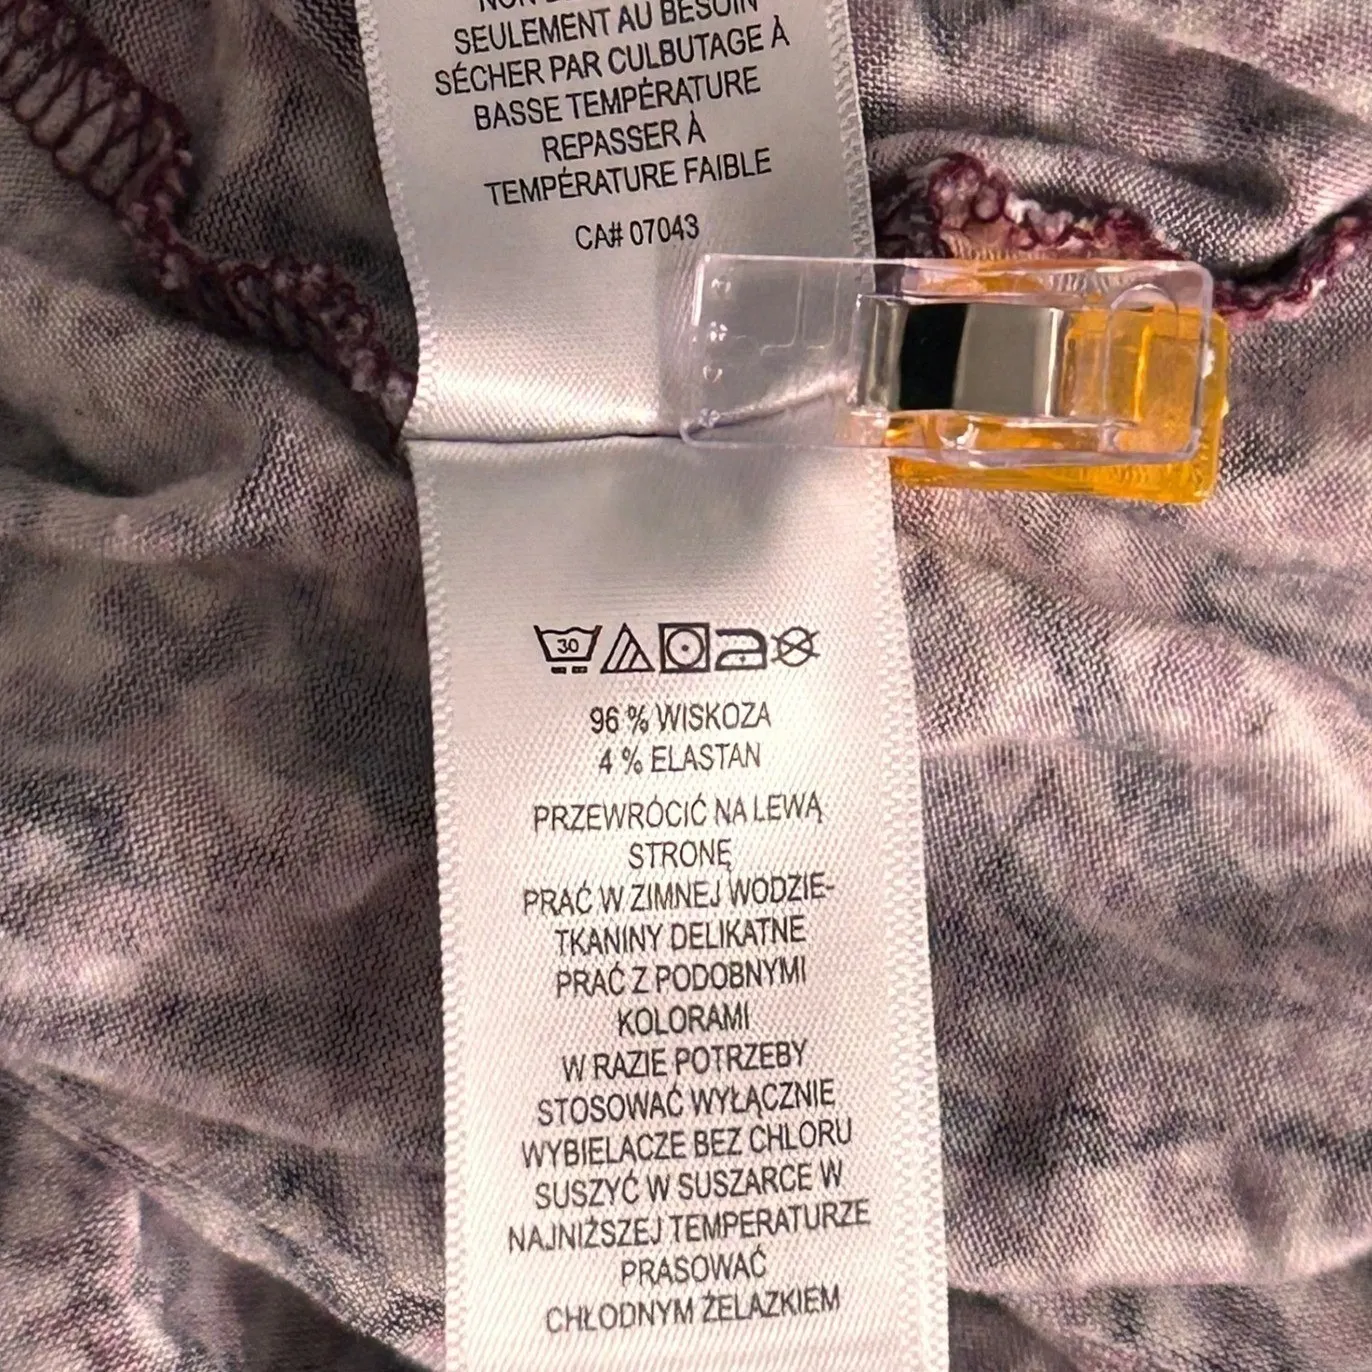 SEULEMENT AU BESOIN
SÉCHER PAR CULBUTAGE À
BASSE TEMPÉRATURE
REPASSER À
TEMPÉRATURE FAIBLE
CA# 07043
30
96 % WISKOZA
4 % ELASTAN
PRZEWRÓCIĆ NA LEWĄ
STRONĘ
PRAĆ W ZIMNEJ WODZIE-
TKANINY DELIKATNE
PRAĆ Z PODOBNYMI
KOLORAMI
W RAZIE POTRZEBY
STOSOWAĆ WYŁĄCZNIE
WYBIELACZE BEZ CHLORU
SUSZYĆ W SUSZARCE W
NAJNIŻSZEJ TEMPERATURZE
PRASOWAĆ
CHŁODNYM ŻELAZKIEM